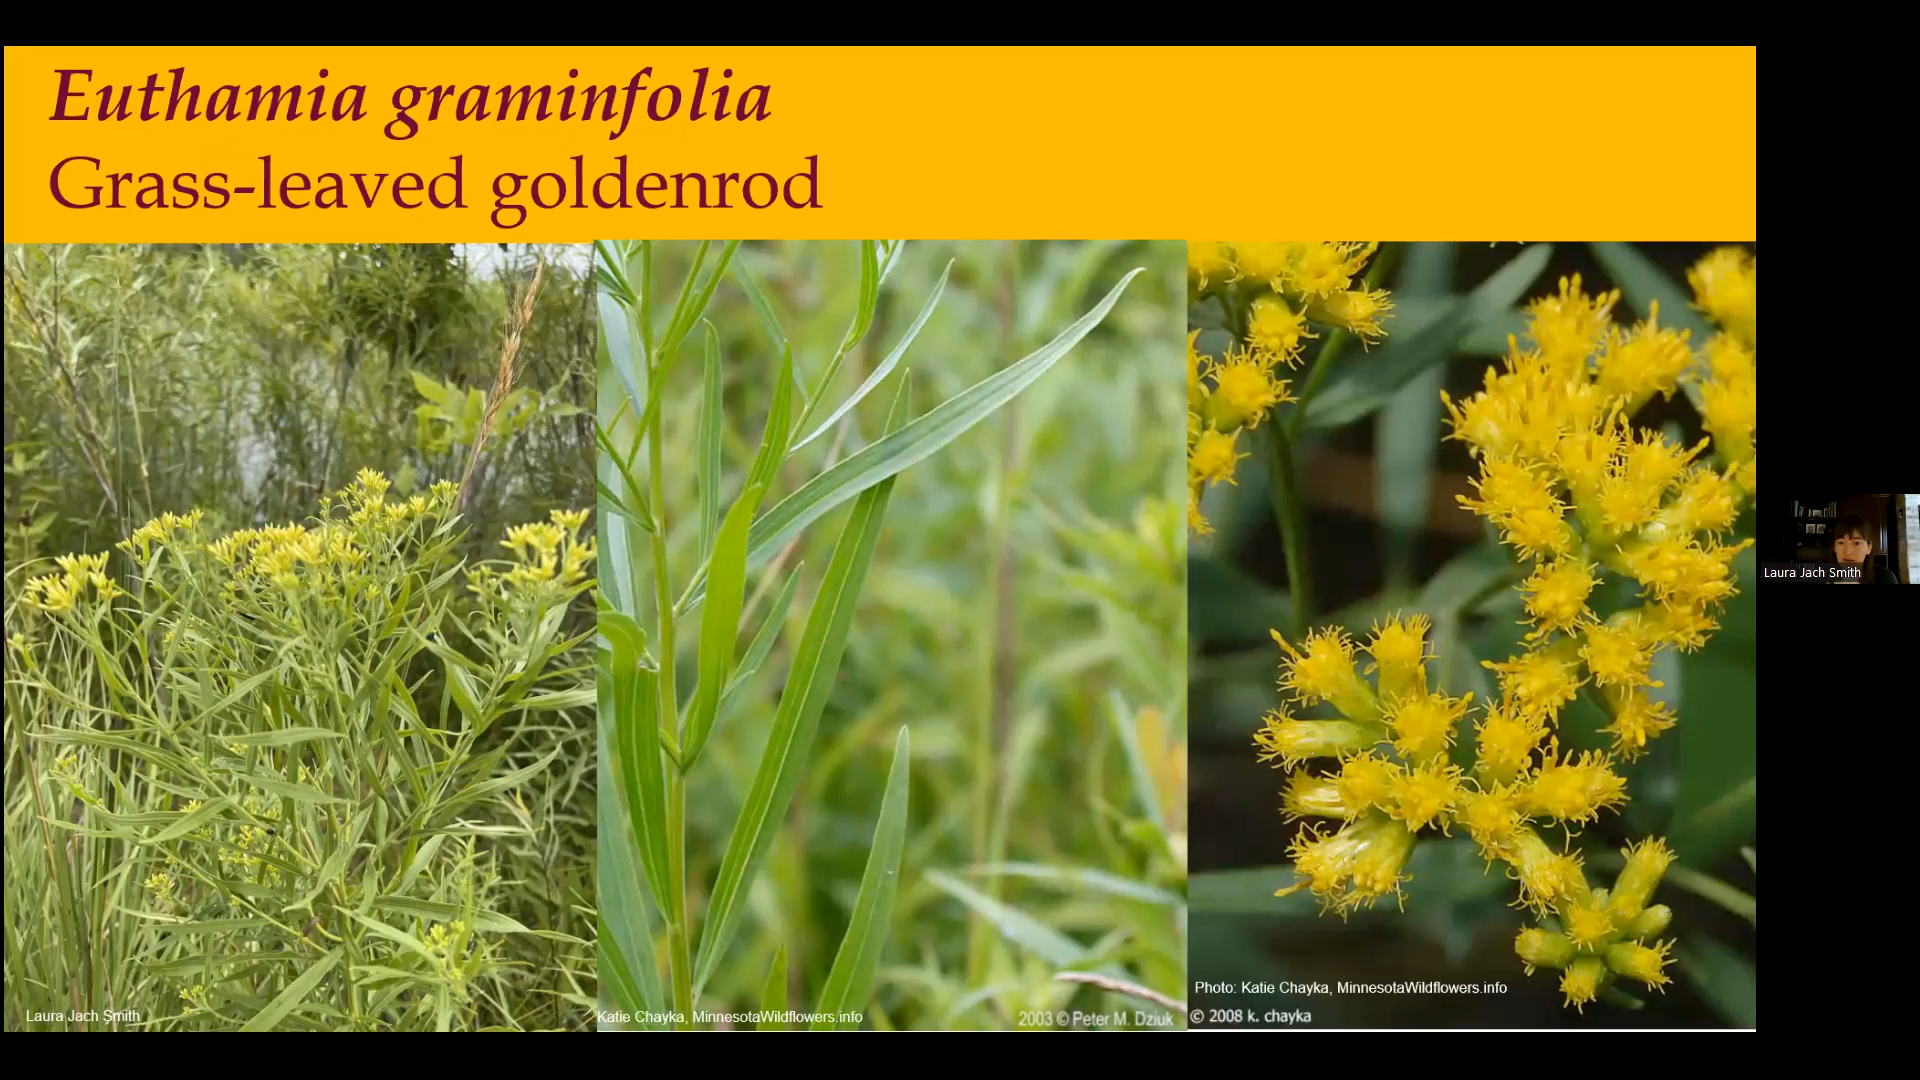 Euthamia graminfolia
Grass-leaved goldenrod
Laura Jach Smith
Laura Jach Smith
Katie Chayka, MinnesotaWildflowers.info
2003 © Peter M. Dziuk
Photo: Katie Chayka, MinnesotaWildflowers.info
© 2008 k. chayka